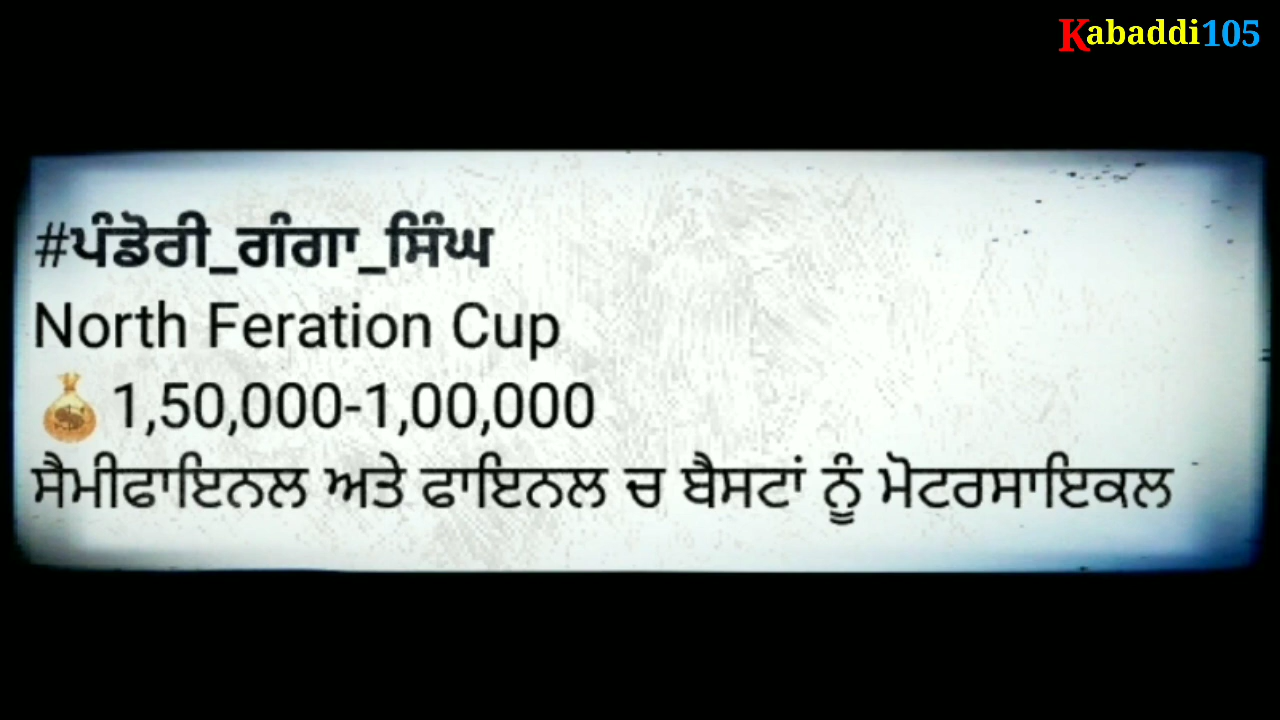 Kabaddi105
#ਪੰਡੋਰੀ_ਗੰਗਾ_ਸਿੰਘ
North Feration Cup
1,50,000-1,00,000
ਸੈਮੀਫਾਇਨਲ ਅਤੇ ਫਾਇਨਲ ਚ ਬੈਸਟਾਂ ਨੂੰ ਮੋਟਰਸਾਇਕਲ